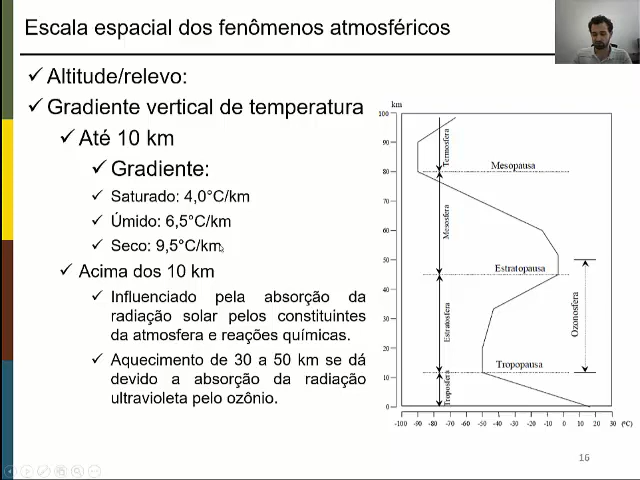 Escala espacial dos fenômenos atmosféricos
✓ Altitude/relevo:
✓ Gradiente vertical de temperatura
✓ Até 10 km
✓ Gradiente:
✓ Saturado: 4,0°C/km
✓ Úmido: 6,5°C/km
✓ Seco: 9,5°C/km
✓ Acima dos 10 km
✓ Influenciado pela absorção da
radiação solar pelos constituintes
da atmosfera e reações químicas.
✓ Aquecimento de 30 a 50 km se dá
devido a absorção da radiação
ultravioleta pelo ozônio.
km
100
90
80
70
60
50
40
30
20
10
0
Termosfera
Mesopausa
Mesosfera
Estratopausa
Estratosfera
Ozonosfera
Tropopausa
Troposfera
-100 -90 -80 -70 -60 -50 -40 -30 -20 -10 0 10 20 30 (°C)
16